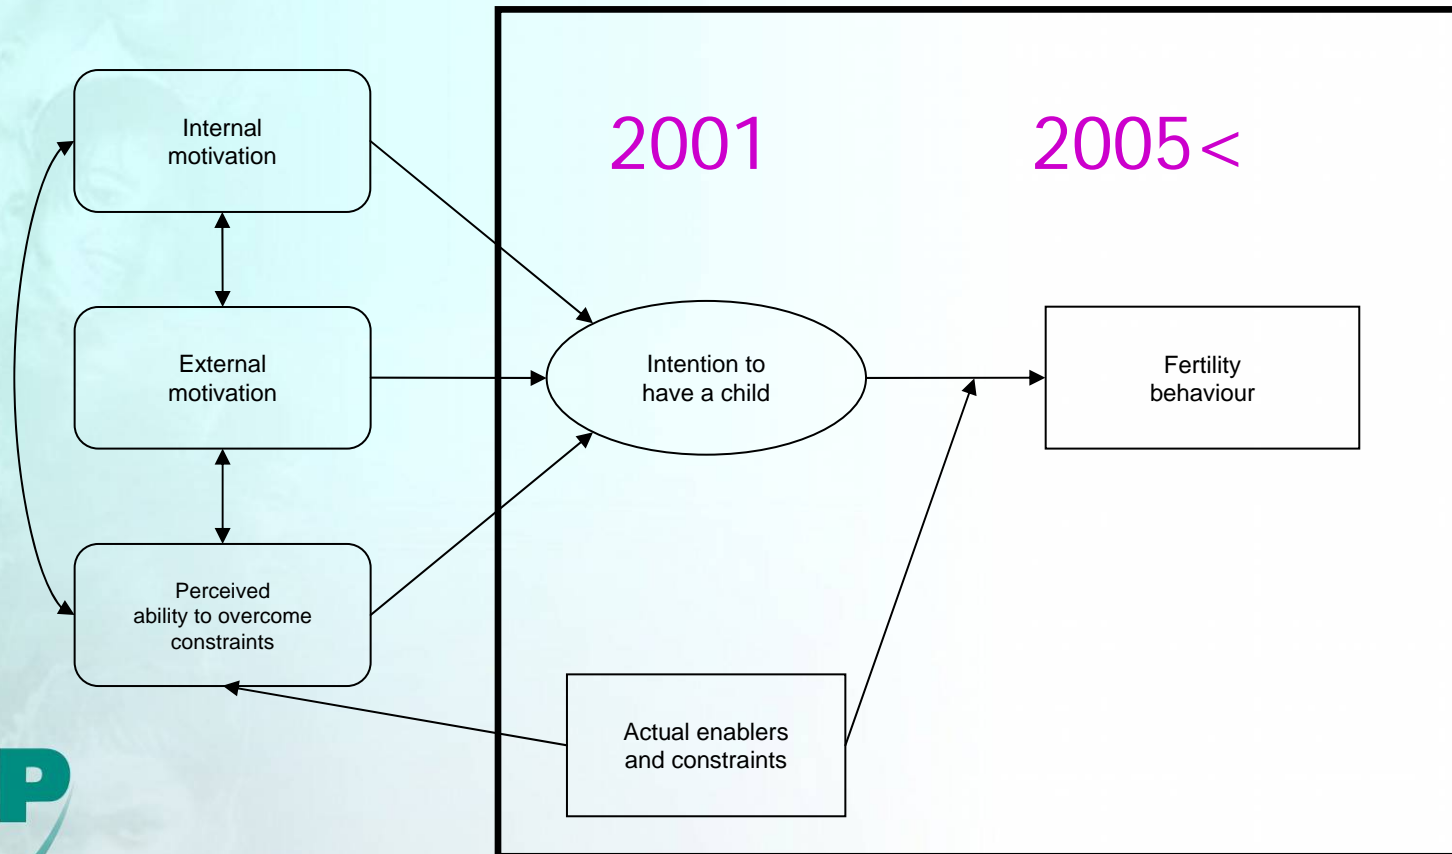 Internal
motivation
2001
2005<
External
motivation
Intention to
have a child
Fertility
behaviour
Perceived
ability to overcome
constraints
Actual enablers
and constraints
P